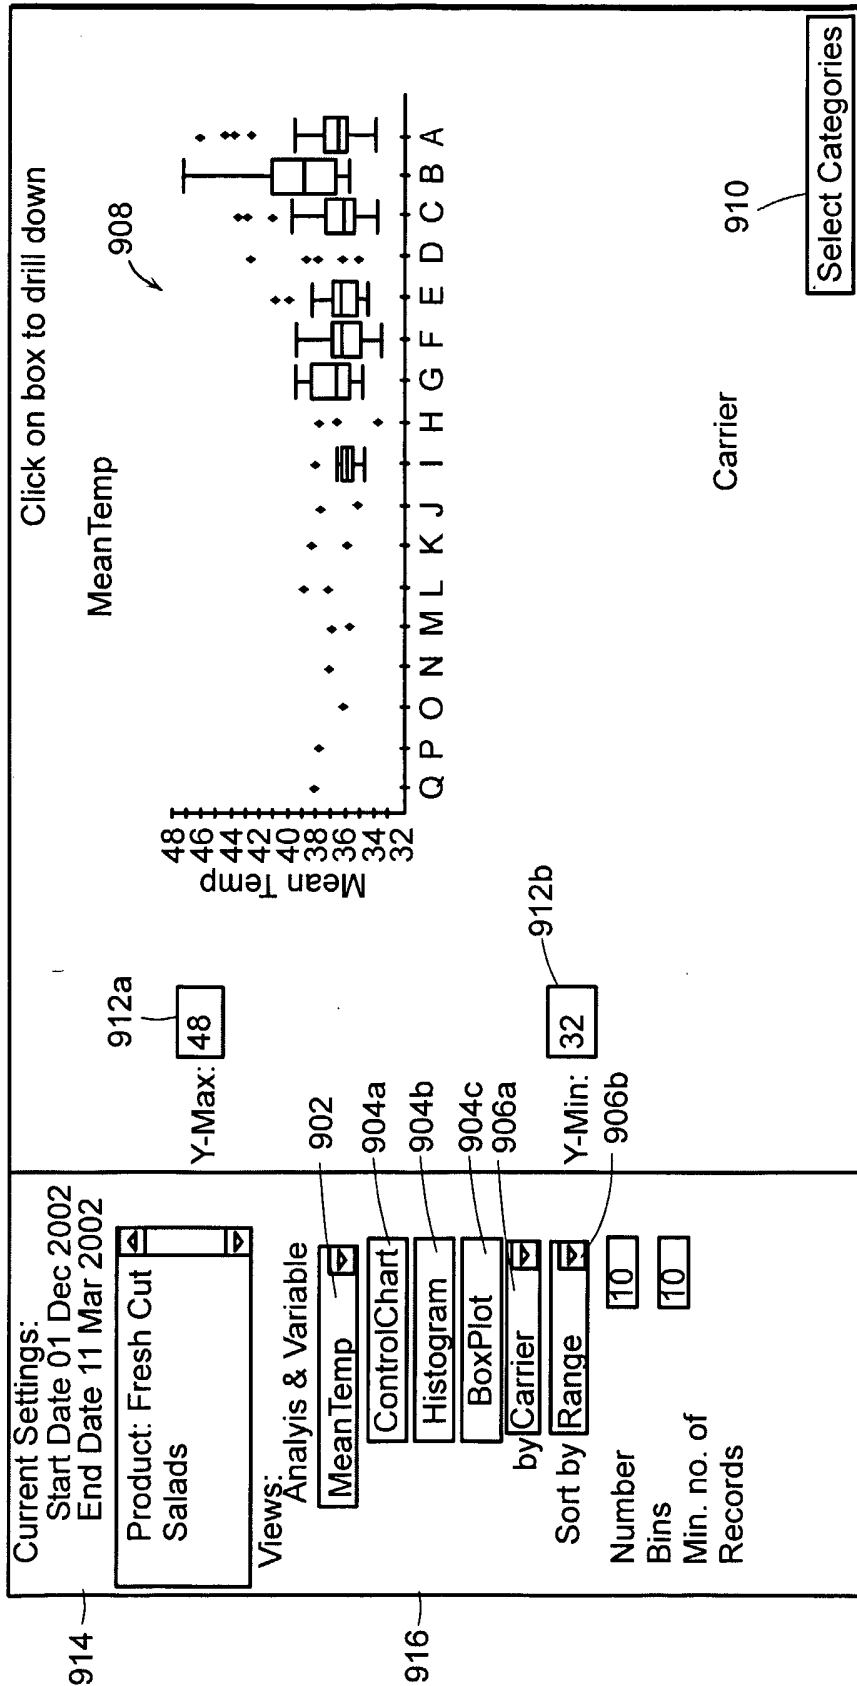 Current Settings:
Start Date 01 Dec 2002
End Date 11 Mar 2002
Product: Fresh Cut
Salads
Views:
Analyis & Variable
MeanTemp
ControlChart
Histogram
BoxPlot
by Carrier
Sort by Range
Number
Bins
10
Min. no. of
Records
10
914
916
902
904a
904b
904c
906a
906b
Click on box to drill down
MeanTemp
908
Y-Max: 48
912a
Y-Min: 32
912b
Mean Temp
48
46
44
42
40
38
36
34
32
Q P O N M L K J I H G F E D C B A
Carrier
910
Select Categories